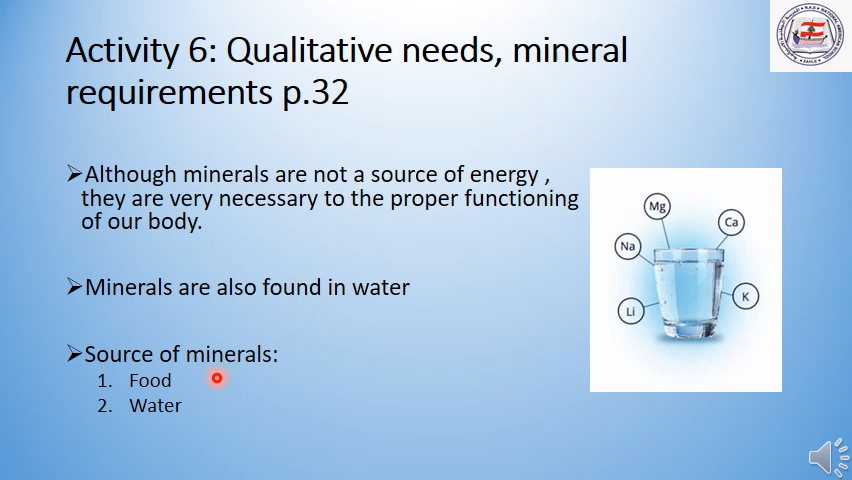 Activity 6: Qualitative needs, mineral
requirements p.32
➢Although minerals are not a source of energy ,
they are very necessary to the proper functioning
of our body.
➢Minerals are also found in water
➢Source of minerals:
1. Food
2. Water
Mg
Ca
Na
K
Li